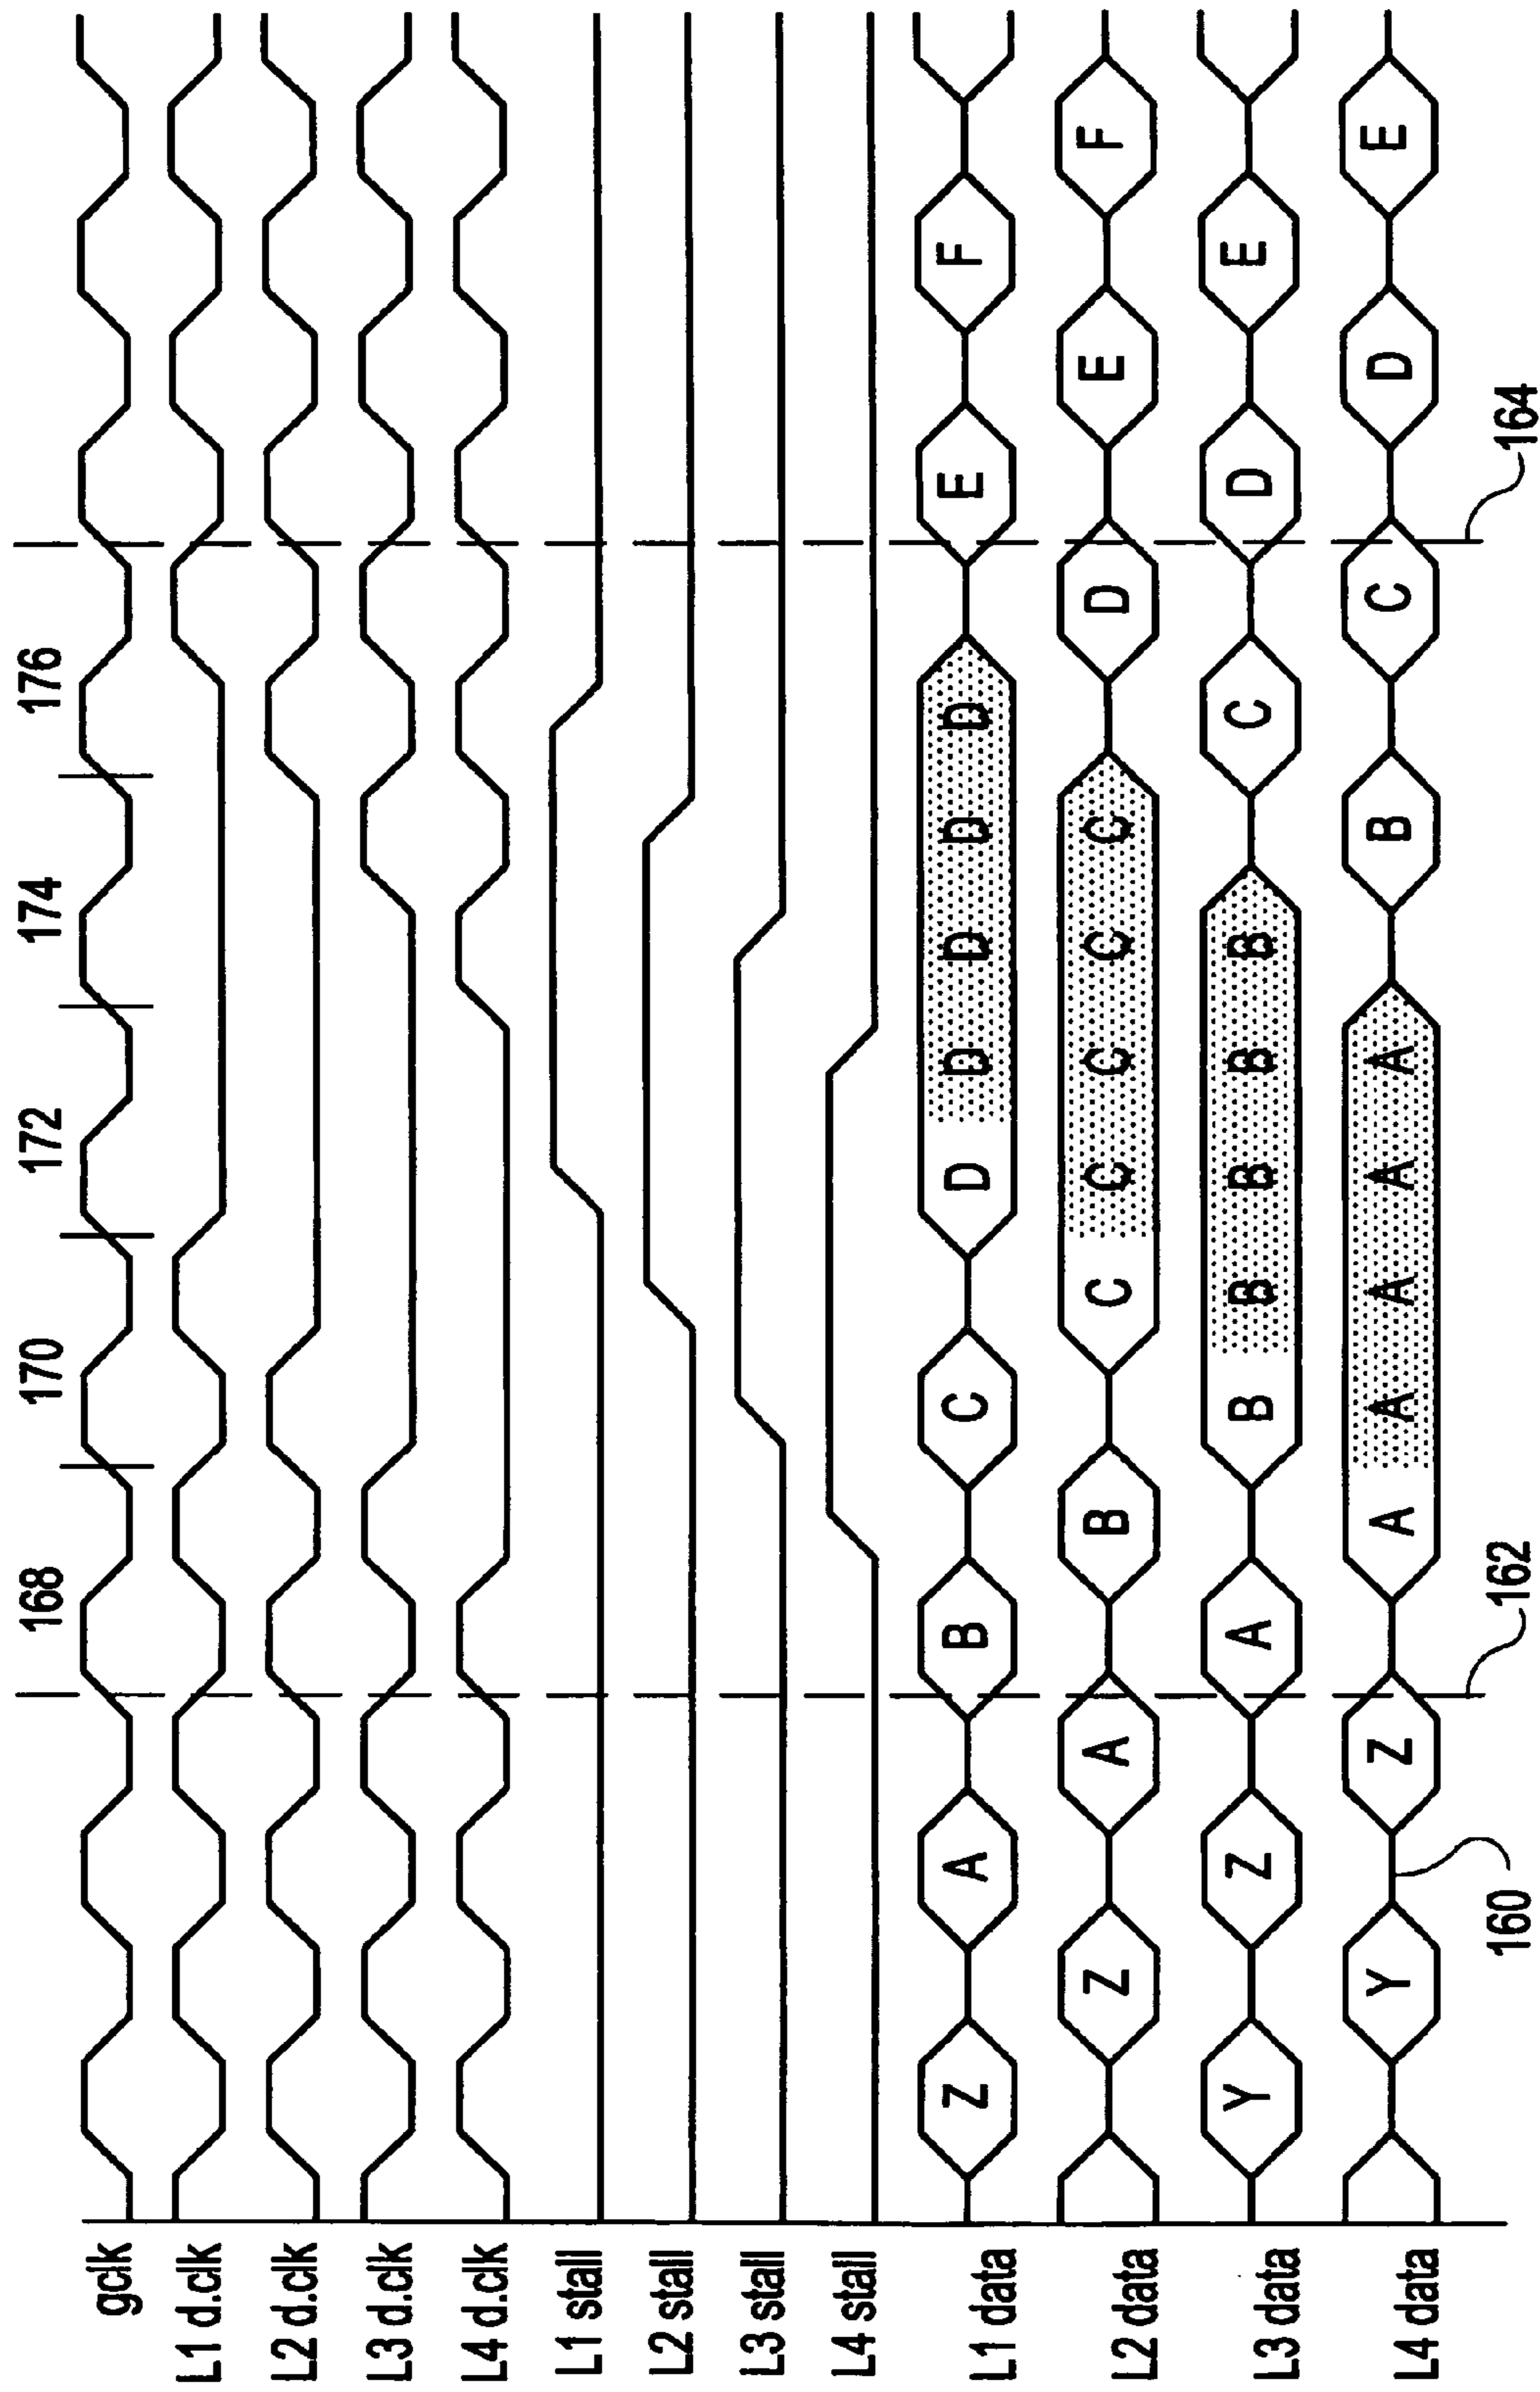 168 170 172 174 176
gclk
L1 d.clk
L2 d.clk
L3 d.clk
L4 d.clk
L1 stall
L2 stall
L3 stall
L4 stall
L1 data Z A B C D D D D D E F
L2 data Z A B C C C C C D E F
L3 data Y Z A B B B B B C D E
L4 data Y Z A A A A A B C D E
160 162 164